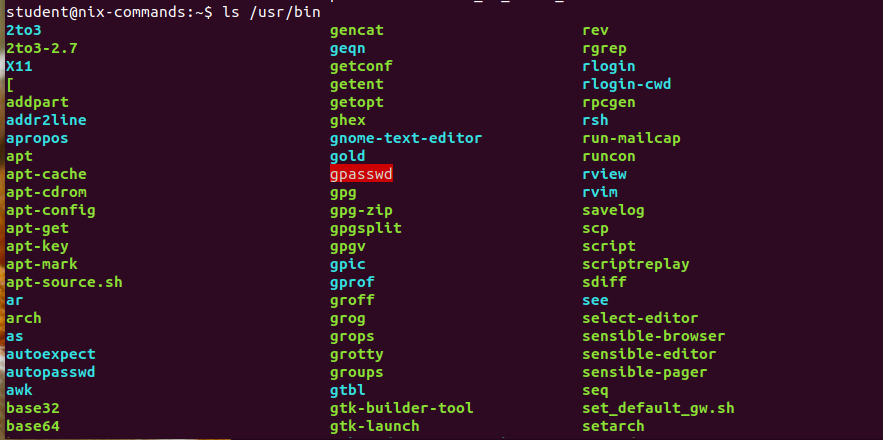 student@nix-commands:~$ ls /usr/bin
2to3 gencat rev
2to3-2.7 geqn rgrep
X11 getconf rlogin
[ getent rlogin-cwd
addpart getopt rpcgen
addr2line ghex rsh
apropos gnome-text-editor run-mailcap
apt gold runcon
apt-cache gpasswd rview
apt-cdrom gpg rvim
apt-config gpg-zip savelog
apt-get gpgsplit scp
apt-key gpgv script
apt-mark gpic scriptreplay
apt-source.sh gprof sdiff
ar groff see
arch grog select-editor
as grops sensible-browser
autoexpect grotty sensible-editor
autopasswd groups sensible-pager
awk gtbl seq
base32 gtk-builder-tool set_default_gw.sh
base64 gtk-launch setarch